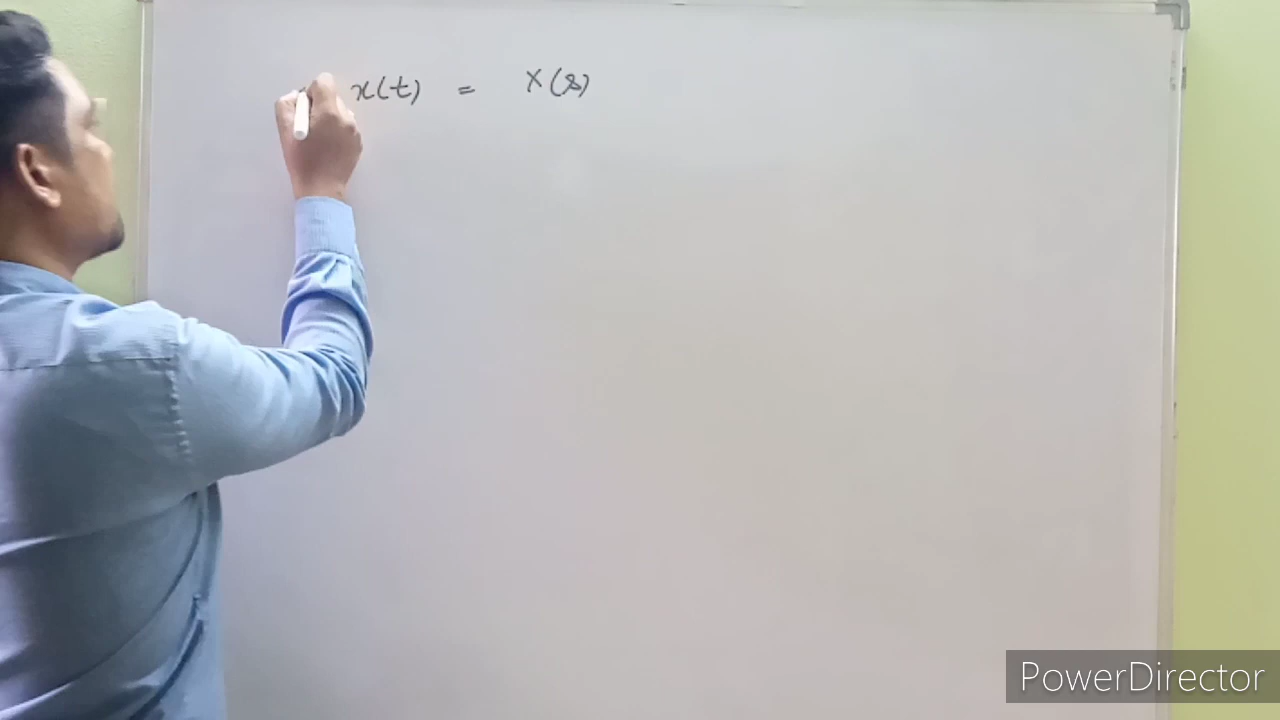 x(t) = X(s)
PowerDirector